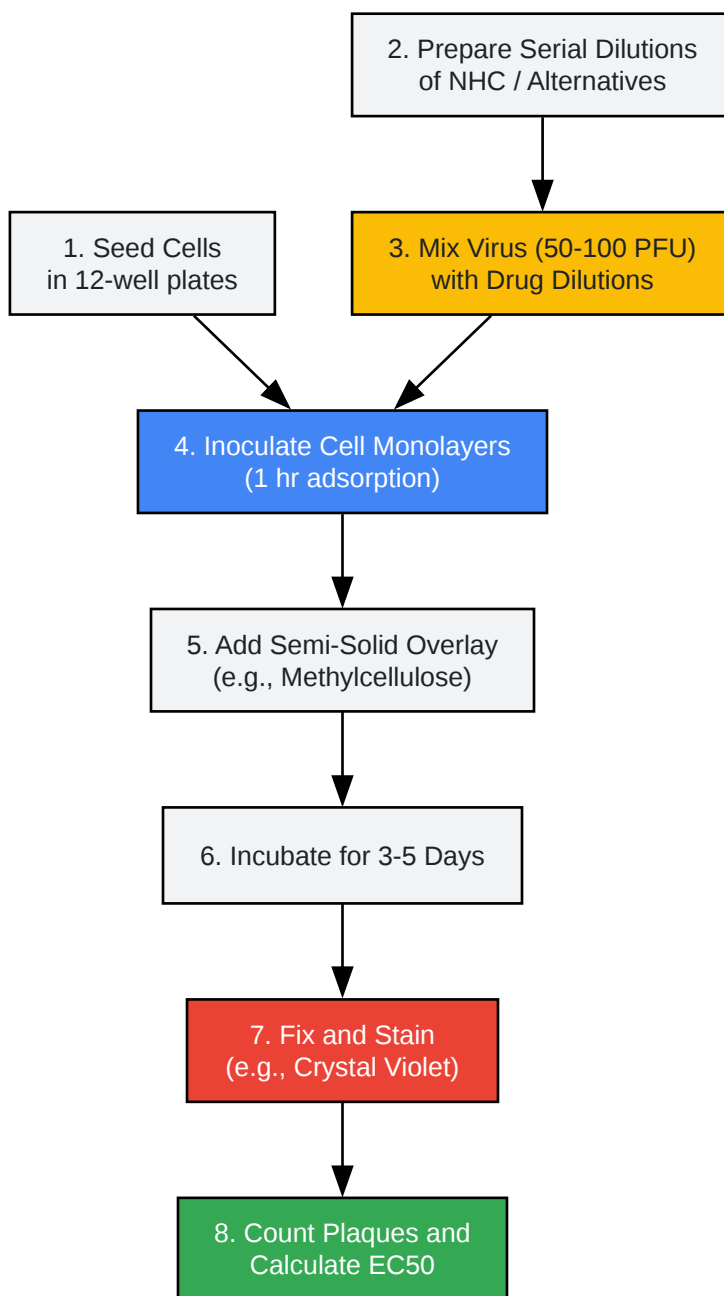 2. Prepare Serial Dilutions
of NHC / Alternatives
1. Seed Cells
in 12-well plates
3. Mix Virus (50-100 PFU)
with Drug Dilutions
4. Inoculate Cell Monolayers
(1 hr adsorption)
5. Add Semi-Solid Overlay
(e.g., Methylcellulose)
6. Incubate for 3-5 Days
7. Fix and Stain
(e.g., Crystal Violet)
8. Count Plaques and
Calculate EC50